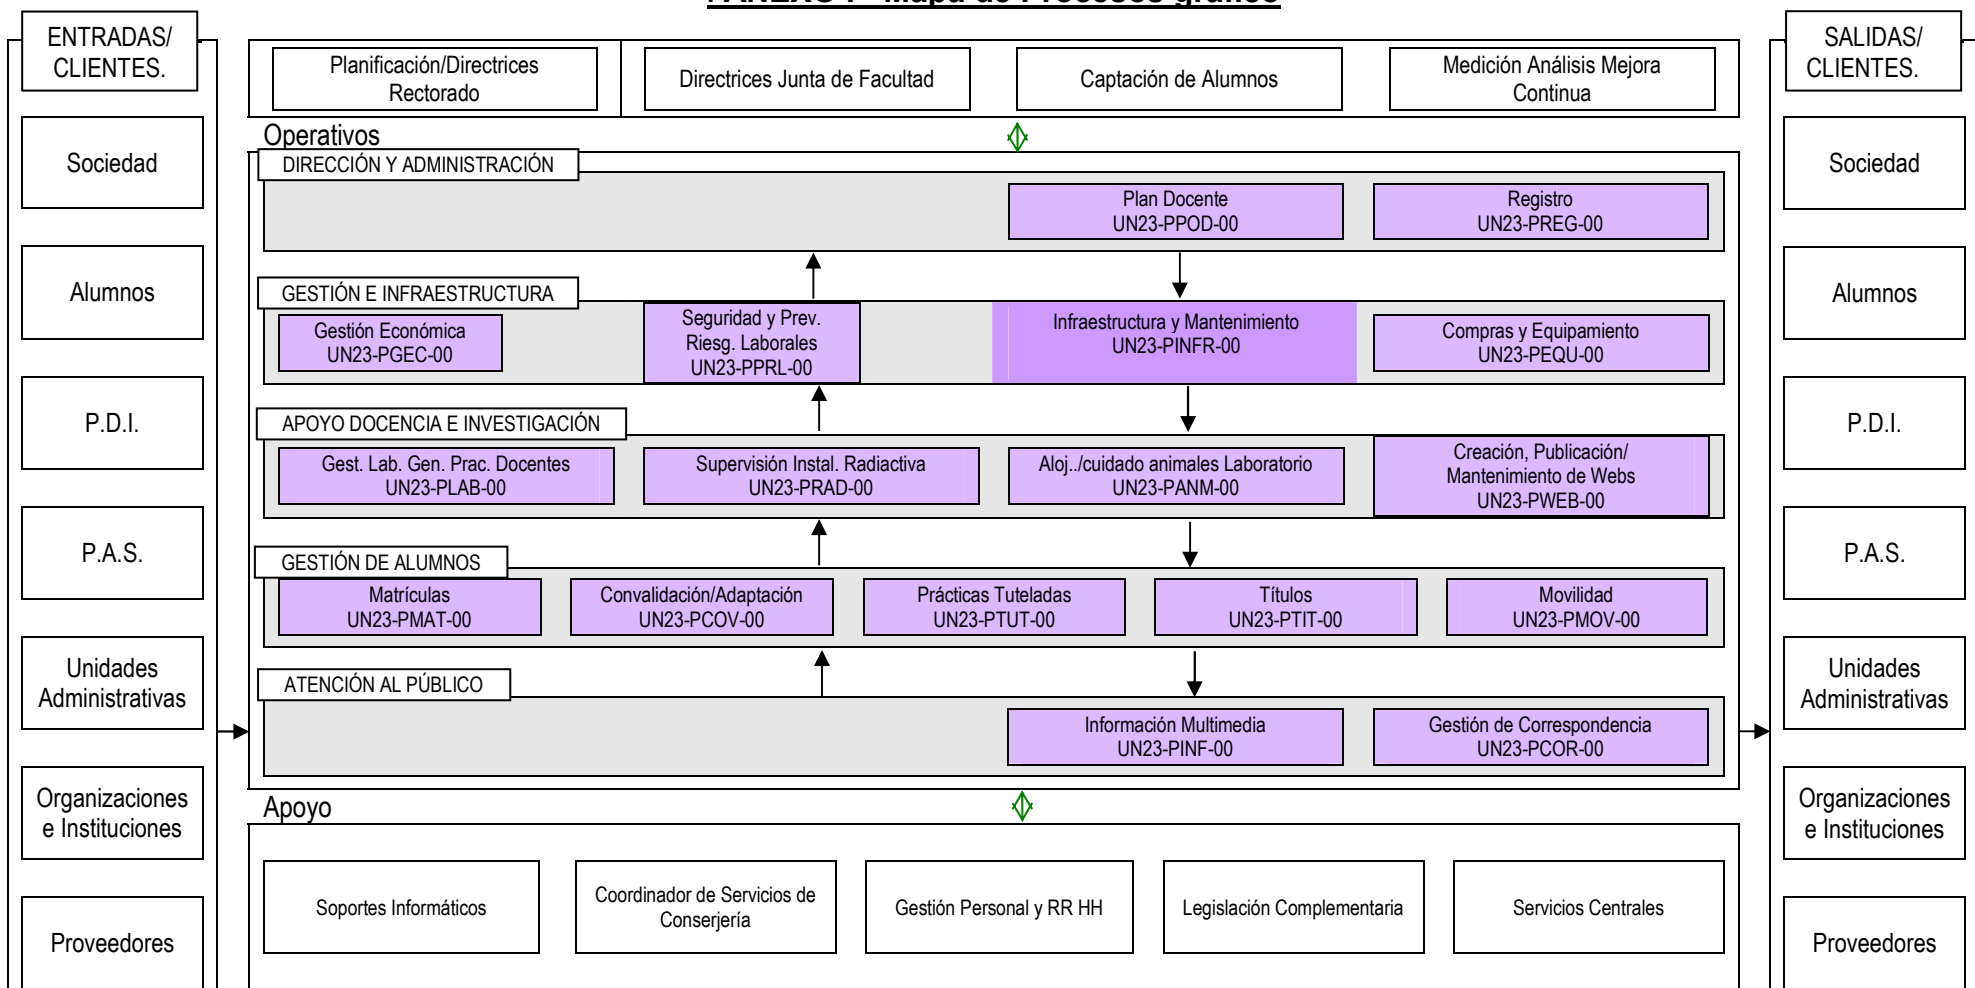 ANEXO I- Mapa de Procesos gráfico
ENTRADAS/
CLIENTES.
Sociedad
Alumnos
P.D.I.
P.A.S.
Unidades
Administrativas
Organizaciones
e Instituciones
Proveedores
Planificación/Directrices
Rectorado
Directrices Junta de Facultad
Captación de Alumnos
Medición Análisis Mejora
Continua
Operativos
DIRECCIÓN Y ADMINISTRACIÓN
Plan Docente
UN23-PPOD-00
Registro
UN23-PREG-00
GESTIÓN E INFRAESTRUCTURA
Gestión Económica
UN23-PGEC-00
Seguridad y Prev.
Riesg. Laborales
UN23-PPRL-00
Infraestructura y Mantenimiento
UN23-PINFR-00
Compras y Equipamiento
UN23-PEQU-00
APOYO DOCENCIA E INVESTIGACIÓN
Gest. Lab. Gen. Prac. Docentes
UN23-PLAB-00
Supervisión Instal. Radiactiva
UN23-PRAD-00
Aloj../cuidado animales Laboratorio
UN23-PANM-00
Creación, Publicación/
Mantenimiento de Webs
UN23-PWEB-00
GESTIÓN DE ALUMNOS
Matrículas
UN23-PMAT-00
Convalidación/Adaptación
UN23-PCOV-00
Prácticas Tuteladas
UN23-PTUT-00
Títulos
UN23-PTIT-00
Movilidad
UN23-PMOV-00
ATENCIÓN AL PÚBLICO
Información Multimedia
UN23-PINF-00
Gestión de Correspondencia
UN23-PCOR-00
Apoyo
Soportes Informáticos
Coordinador de Servicios de
Conserjería
Gestión Personal y RR HH
Legislación Complementaria
Servicios Centrales
SALIDAS/
CLIENTES.
Sociedad
Alumnos
P.D.I.
P.A.S.
Unidades
Administrativas
Organizaciones
e Instituciones
Proveedores